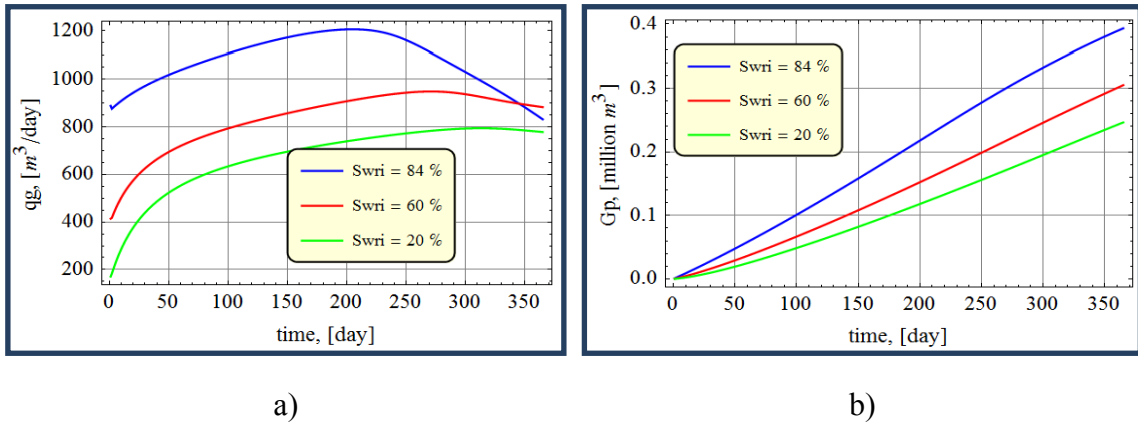 1200
1000
800
600
400
200
qg, [m³/day]
Swri = 84 %
Swri = 60 %
Swri = 20 %
0 50 100 150 200 250 300 350
time, [day]
a)
0.4
0.3
0.2
0.1
0.0
Gp, [million m³]
Swri = 84 %
Swri = 60 %
Swri = 20 %
0 50 100 150 200 250 300 350
time, [day]
b)